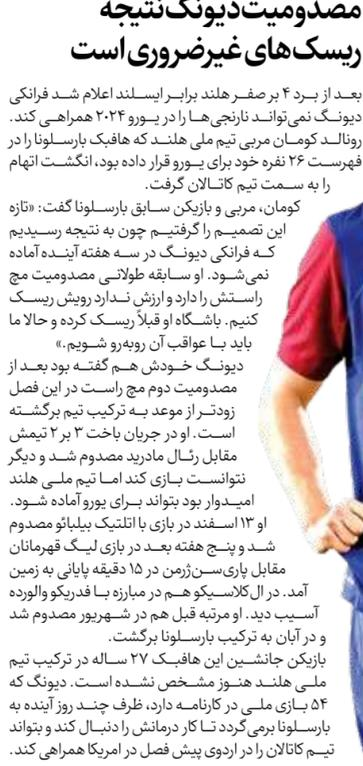 مصدومیت دیونگ نتیجه
ریسک‌های غیرضروری است
بعد از برد ۴ بر صفر هلند برابر ایسلند اعلام شد فرانکی
دیونگ نمی‌تواند نارنجی‌ها را در یورو ۲۰۲۴ همراهی کند.
رونالد کومان مربی تیم ملی هلند که هافبک بارسلونا را در
فهرست ۲۶ نفره خود برای یورو قرار داده بود، انگشت اتهام
را به سمت تیم کاتالان گرفت.
کومان، مربی و بازیکن سابق بارسلونا گفت: «تازه
این تصمیم را گرفتیم چون به نتیجه رسیدیم
که فرانکی دیونگ در سه هفته آینده آماده
نمی‌شود. او سابقه طولانی مصدومیت مچ
راستش را دارد و ارزش ندارد رویش ریسک
کنیم. باشگاه او قبلاً ریسک کرده و حالا ما
باید با عواقب آن روبه‌رو شویم.»
دیونگ خودش هم گفته بود بعد از
مصدومیت دوم مچ راست در این فصل
زودتر از موعد به ترکیب تیم برگشته
است. او در جریان باخت ۳ بر ۲ تیمش
مقابل رئال مادرید مصدوم شد و دیگر
نتوانست بازی کند اما تیم ملی هلند
امیدوار بود بتواند برای یورو آماده شود.
او ۱۳ اسفند در بازی با اتلتیک بیلبائو مصدوم
شد و پنج هفته بعد در بازی لیگ قهرمانان
مقابل پاری‌سن‌ژرمن در ۱۵ دقیقه پایانی به زمین
آمد. در ال‌کلاسیکو هم در مبارزه با فدریکو والورده
آسیب دید. او مرتبه قبل هم در شهریور مصدوم شد
و در آبان به ترکیب بارسلونا برگشت.
بازیکن جانشین این هافبک ۲۷ ساله در ترکیب تیم
ملی هلند هنوز مشخص نشده است. دیونگ که
۵۴ بازی ملی در کارنامه دارد، ظرف چند روز آینده به
بارسلونا برمی‌گردد تا کار درمانش را دنبال کند و بتواند
تیم کاتالان را در اردوی پیش فصل در امریکا همراهی کند.